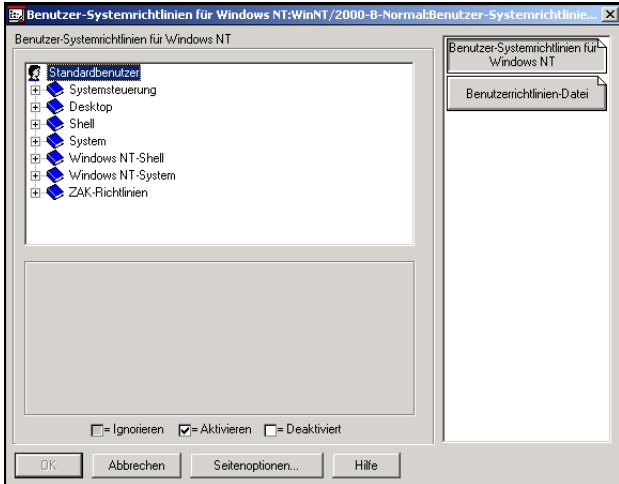 Benutzer-Systemrichtlinien für Windows NT:WinNT/2000-B-Normal:Benutzer-Systemrichtlinie...
Benutzer-Systemrichtlinien für Windows NT
Standardbenutzer
Systemsteuerung
Desktop
Shell
System
Windows NT-Shell
Windows NT-System
ZAK-Richtlinien
= Ignorieren = Aktivieren = Deaktiviert
OK Abbrechen Seitenoptionen... Hilfe
Benutzer-Systemrichtlinien für
Windows NT
Benutzerrichtlinien-Datei